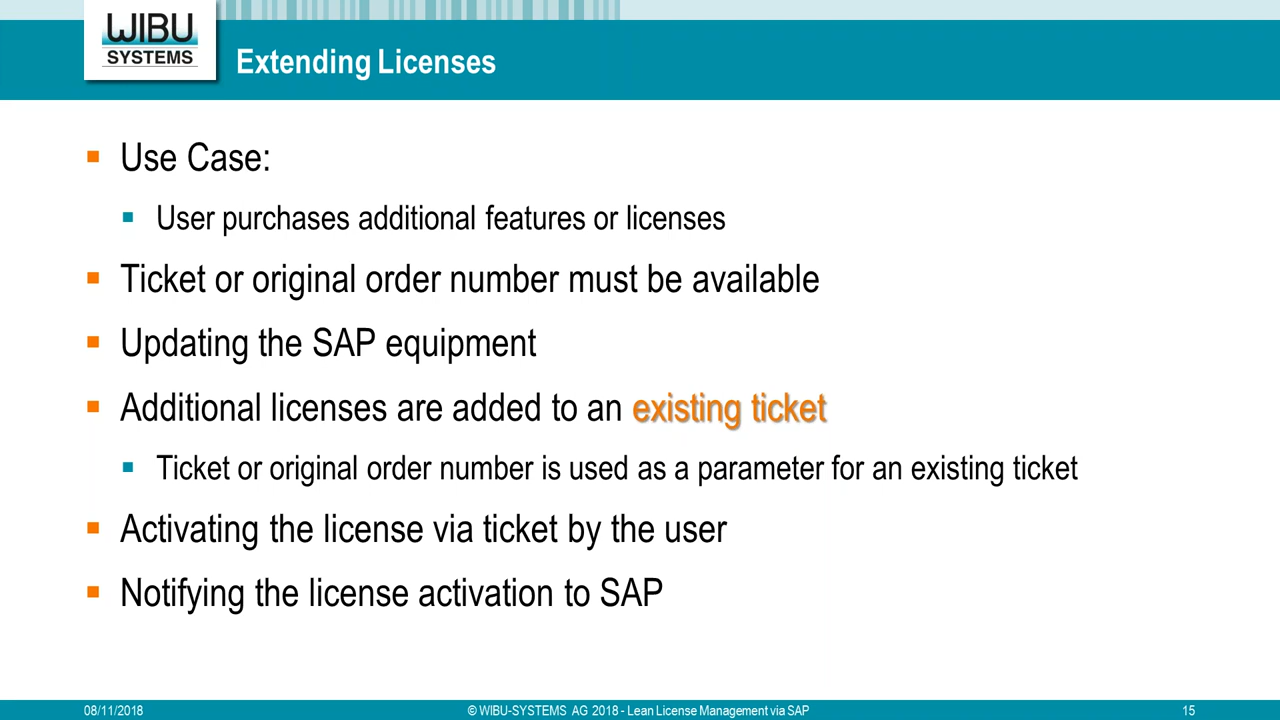 WIBU
SYSTEMS
Extending Licenses
Use Case:
User purchases additional features or licenses
Ticket or original order number must be available
Updating the SAP equipment
Additional licenses are added to an existing ticket
Ticket or original order number is used as a parameter for an existing ticket
Activating the license via ticket by the user
Notifying the license activation to SAP
08/11/2018
© WIBU-SYSTEMS AG 2018 - Lean License Management via SAP
15